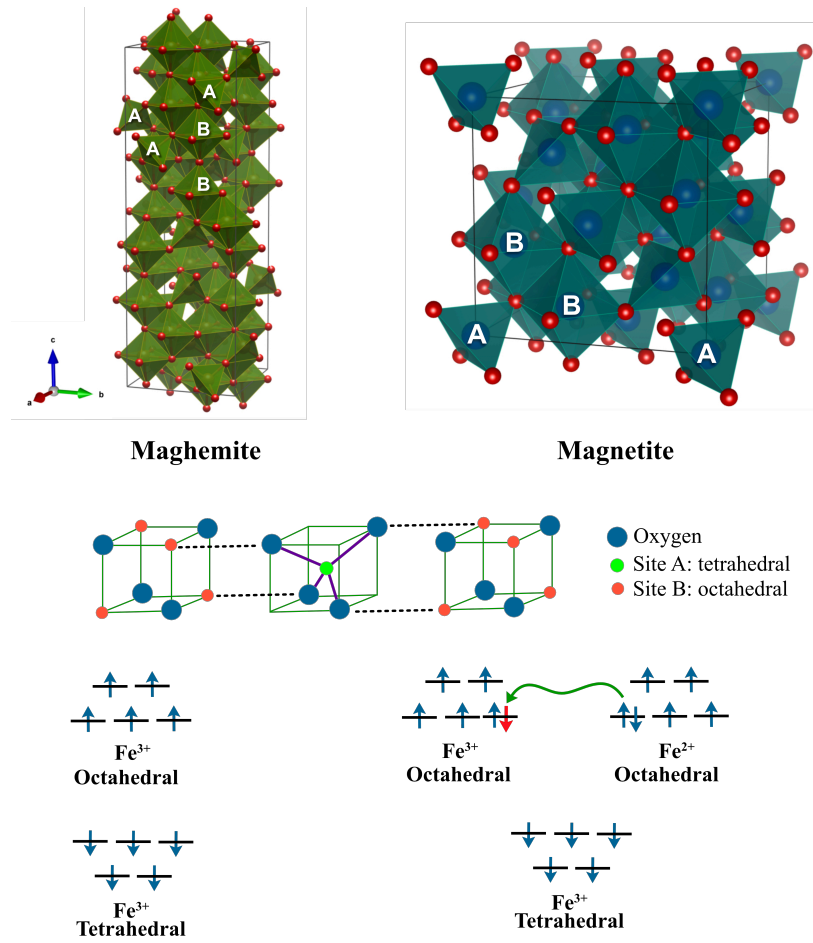 A
A
B
A
B
c
b
a
B
B
A
A
Maghemite
Magnetite
Oxygen
Site A: tetrahedral
Site B: octahedral
Fe³⁺
Octahedral
Fe³⁺
Octahedral
Fe²⁺
Octahedral
Fe³⁺
Tetrahedral
Fe³⁺
Tetrahedral